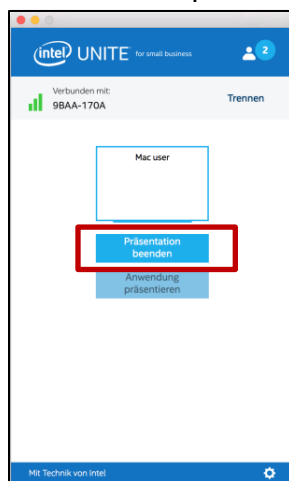 intel UNITE for small business 2
Verbunden mit:
9BAA-170A
Trennen
Mac user
Präsentation
beenden
Anwendung
präsentieren
Mit Technik von Intel